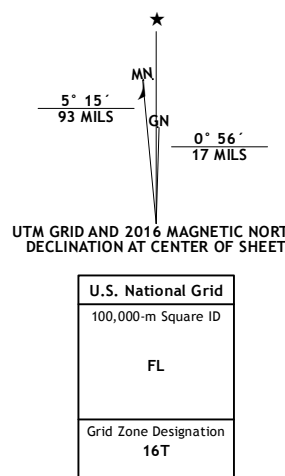 ★
MN
5° 15´
93 MILS
GN
0° 56´
17 MILS
UTM GRID AND 2016 MAGNETIC NORT
DECLINATION AT CENTER OF SHEET
U.S. National Grid
100,000-m Square ID
FL
Grid Zone Designation
16T